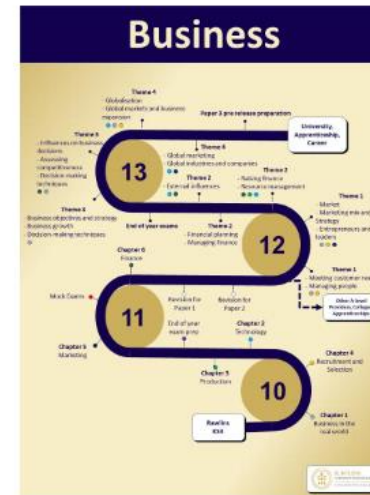 Business
Theme 4
- Globalisation
- Global markets and business
expansion
Paper 3 pre release preparation
University,
Apprenticeship,
Career
Theme 3
- Influences on business
decisions
- Assessing
competitiveness
- Decision-making
techniques
Theme 4
- Global marketing
- Global industries and companies
13
Theme 2
- External influences
Theme 2
- Raising finance
- Resource management
Theme 3
Business objectives and strategy
Business growth
Decision-making techniques
End of year exams
Theme 2
- Financial planning
- Managing finance
12
Theme 1
- Market
- Marketing mix and
Strategy
- Entrepreneurs and
leaders
Chapter 6
Finance
Theme 1
- Meeting customer needs
- Managing people
Mock Exams
Revision for
Paper 1
Revision for
Paper 2
Other A level
Provision, College,
Apprenticeships
11
End of year
exam prep
Chapter 2
Technology
Chapter 5
Marketing
Chapter 4
Recruitment and
Selection
Chapter 3
Production
10
Chapter 1
Business in the
real world
Rawlins
KS4